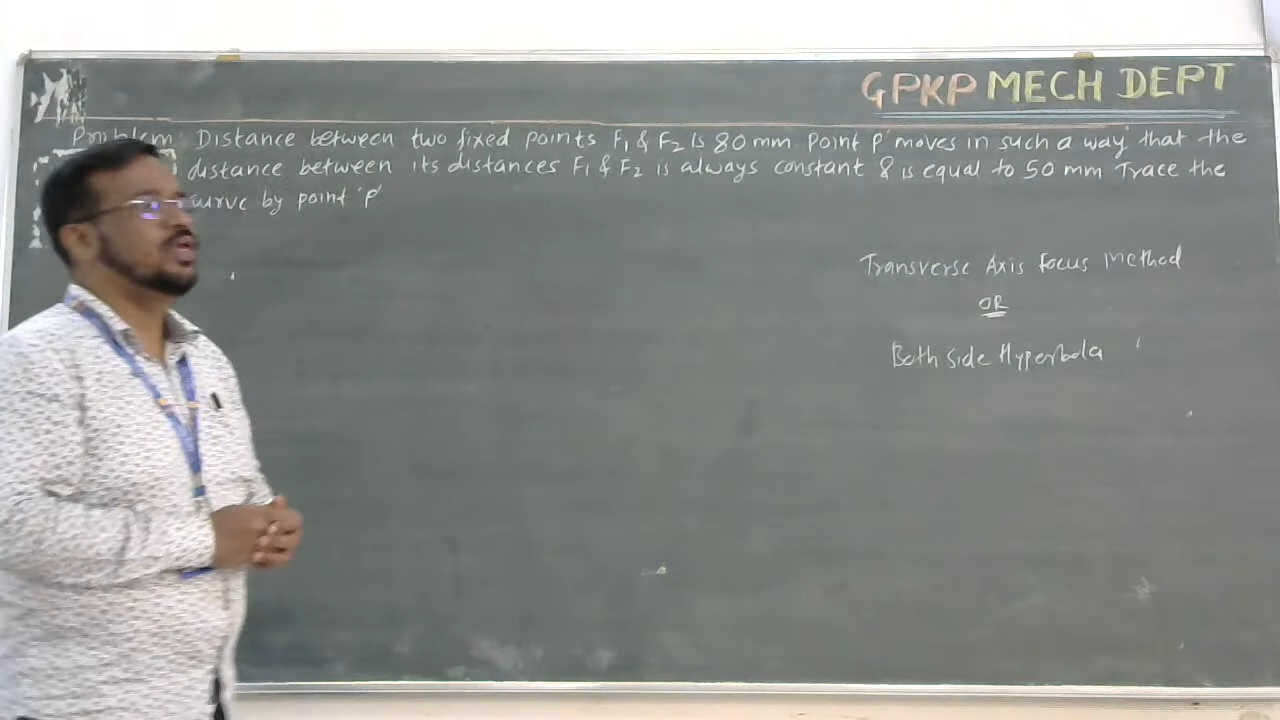 GPKP MECH DEPT
Problem: Distance between two fixed points F1 & F2 is 80 mm. Point 'P' moves in such a way that the
distance between its distances F1 & F2 is always constant & is equal to 50 mm Trace the
curve by point 'P'
Transverse Axis Focus Method
OR
Both side Hyperbola